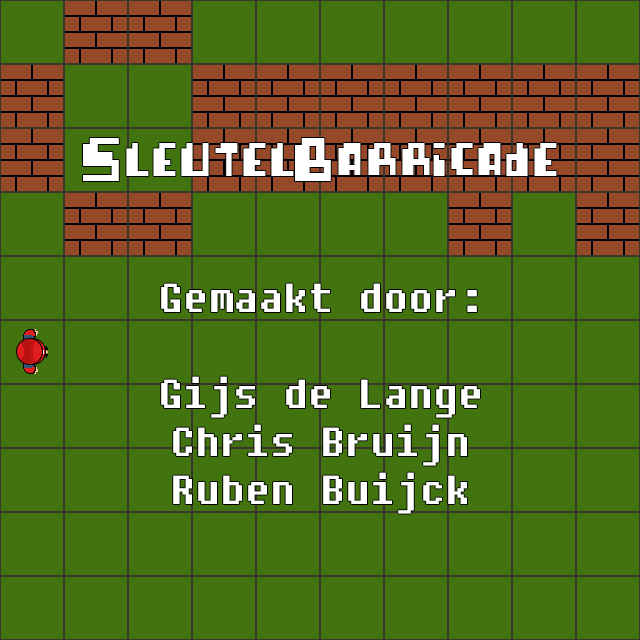 SLEUTELBARRiCAdE
Gemaakt door:
Gijs de Lange
Chris Bruijn
Ruben Buijck